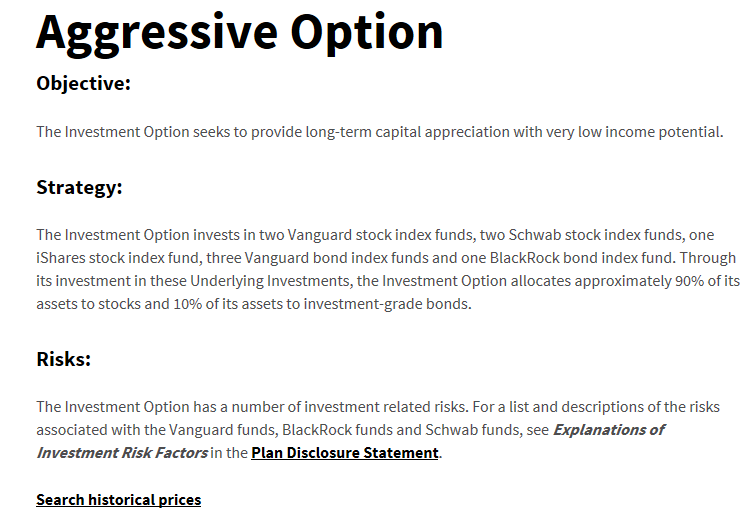 Aggressive Option
Objective:
The Investment Option seeks to provide long-term capital appreciation with very low income potential.
Strategy:
The Investment Option invests in two Vanguard stock index funds, two Schwab stock index funds, one
iShares stock index fund, three Vanguard bond index funds and one BlackRock bond index fund. Through
its investment in these Underlying Investments, the Investment Option allocates approximately 90% of its
assets to stocks and 10% of its assets to investment-grade bonds.
Risks:
The Investment Option has a number of investment related risks. For a list and descriptions of the risks
associated with the Vanguard funds, BlackRock funds and Schwab funds, see Explanations of
Investment Risk Factors in the Plan Disclosure Statement.
Search historical prices